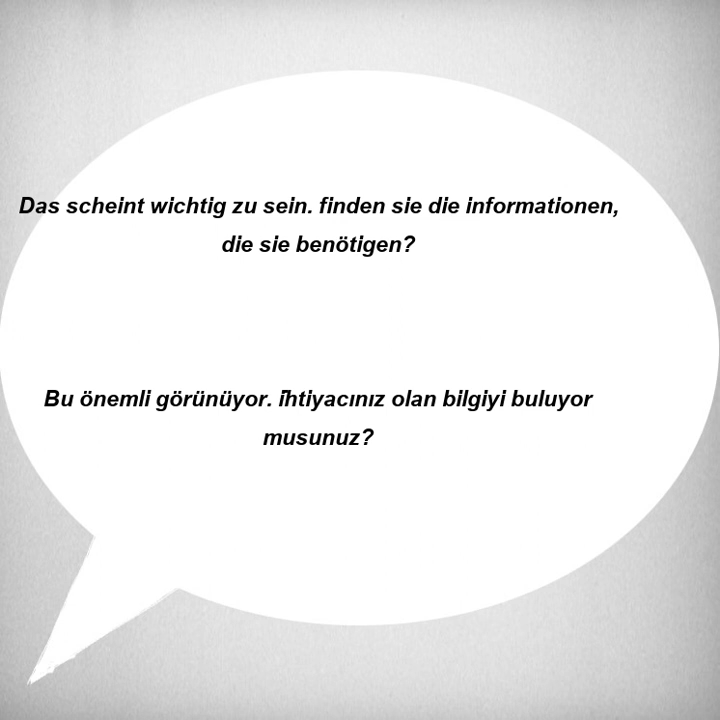 Das scheint wichtig zu sein. finden sie die informationen,
die sie benötigen?
Bu önemli görünüyor. i̇htiyacınız olan bilgiyi buluyor
musunuz?